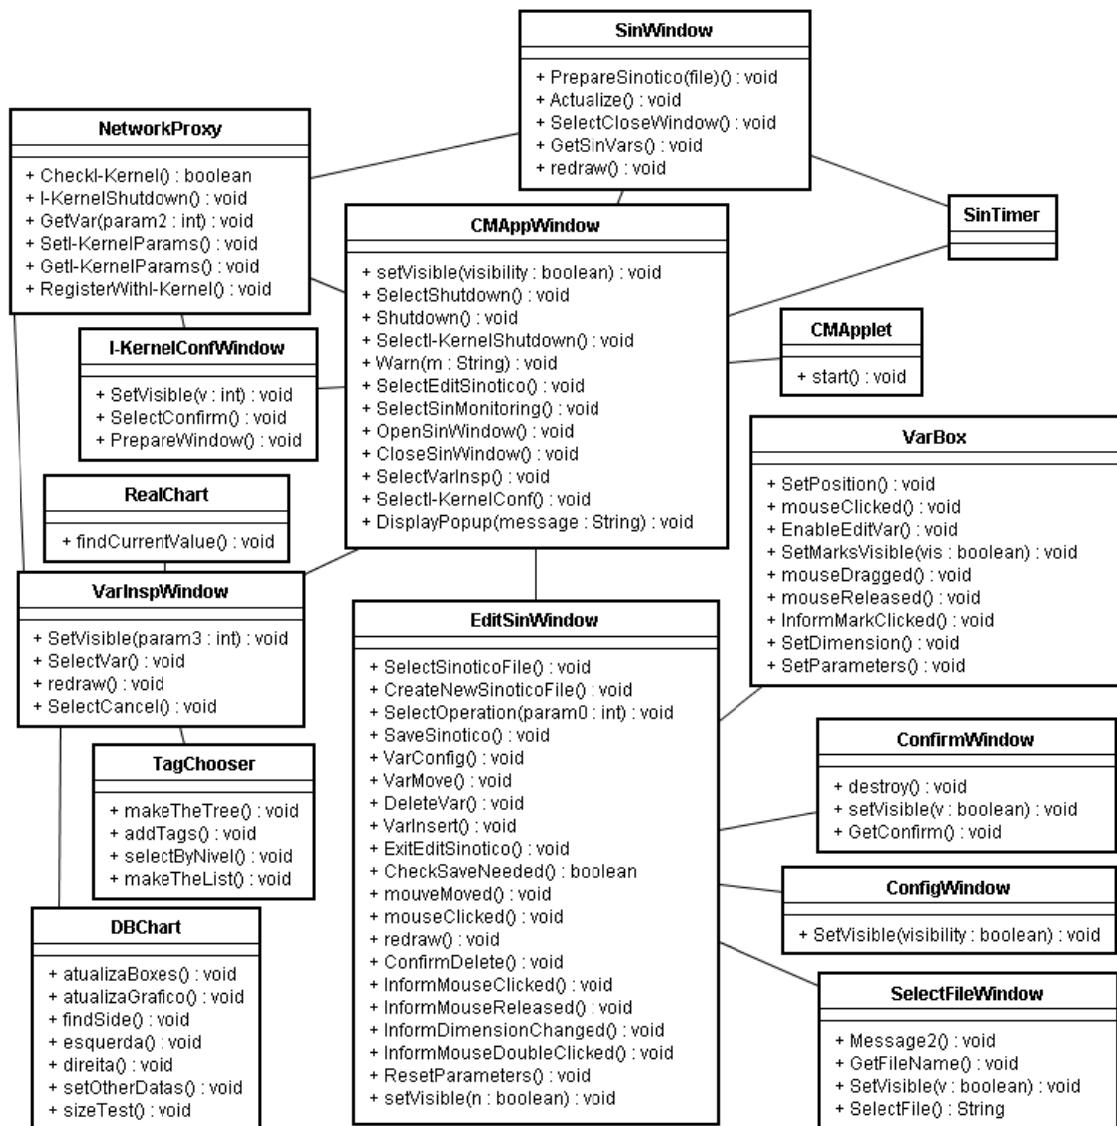 SinWindow
+ PrepareSinotico(file)() : void
+ Actualize() : void
+ SelectCloseWindow() : void
+ GetSinVars() : void
+ redraw() : void
NetworkProxy
+ CheckI-Kernel() : boolean
+ I-KernelShutdown() : void
+ GetVar(param2 : int) : void
+ SetI-KernelParams() : void
+ GetI-KernelParams() : void
+ RegisterWithI-Kernel() : void
CMAppWindow
+ setVisible(visibility : boolean) : void
+ SelectShutdown() : void
+ Shutdown() : void
+ SelectI-KernelShutdown() : void
+ Warn(m : String) : void
+ SelectEditSinotico() : void
+ SelectSinMonitoring() : void
+ OpenSinWindow() : void
+ CloseSinWindow() : void
+ SelectVarInsp() : void
+ SelectI-KernelConf() : void
+ DisplayPopup(message : String) : void
SinTimer
CMApplet
+ start() : void
I-KernelConfWindow
+ SetVisible(v : int) : void
+ SelectConfirm() : void
+ PrepareWindow() : void
VarBox
+ SetPosition() : void
+ mouseClicked() : void
+ EnableEditVar() : void
+ SetMarksVisible(vis : boolean) : void
+ mouseDragged() : void
+ mouseReleased() : void
+ InformMarkClicked() : void
+ SetDimension() : void
+ SetParameters() : void
RealChart
+ findCurrentValue() : void
VarInspWindow
+ SetVisible(param3 : int) : void
+ SelectVar() : void
+ redraw() : void
+ SelectCancel() : void
EditSinWindow
+ SelectSinoticoFile() : void
+ CreateNewSinoticoFile() : void
+ SelectOperation(param0 : int) : void
+ SaveSinotico() : void
+ VarConfig() : void
+ VarMove() : void
+ DeleteVar() : void
+ VarInsert() : void
+ ExitEditSinotico() : void
+ CheckSaveNeeded() : boolean
+ mouveMoved() : void
+ mouseClicked() : void
+ redraw() : void
+ ConfirmDelete() : void
+ InformMouseClicked() : void
+ InformMouseReleased() : void
+ InformDimensionChanged() : void
+ InformMouseDoubleClicked() : void
+ ResetParameters() : void
+ setVisible(n : boolean) : void
TagChooser
+ makeTheTree() : void
+ addTags() : void
+ selectByNivel() : void
+ makeTheList() : void
ConfirmWindow
+ destroy() : void
+ setVisible(v : boolean) : void
+ GetConfirm() : void
ConfigWindow
+ SetVisible(visibility : boolean) : void
DBChart
+ atualizaBoxes() : void
+ atualizaGrafico() : void
+ findSide() : void
+ esquerda() : void
+ direita() : void
+ setOtherDatas() : void
+ sizeTest() : void
SelectFileWindow
+ Message2() : void
+ GetFileName() : void
+ SetVisible(v : boolean) : void
+ SelectFile() : String